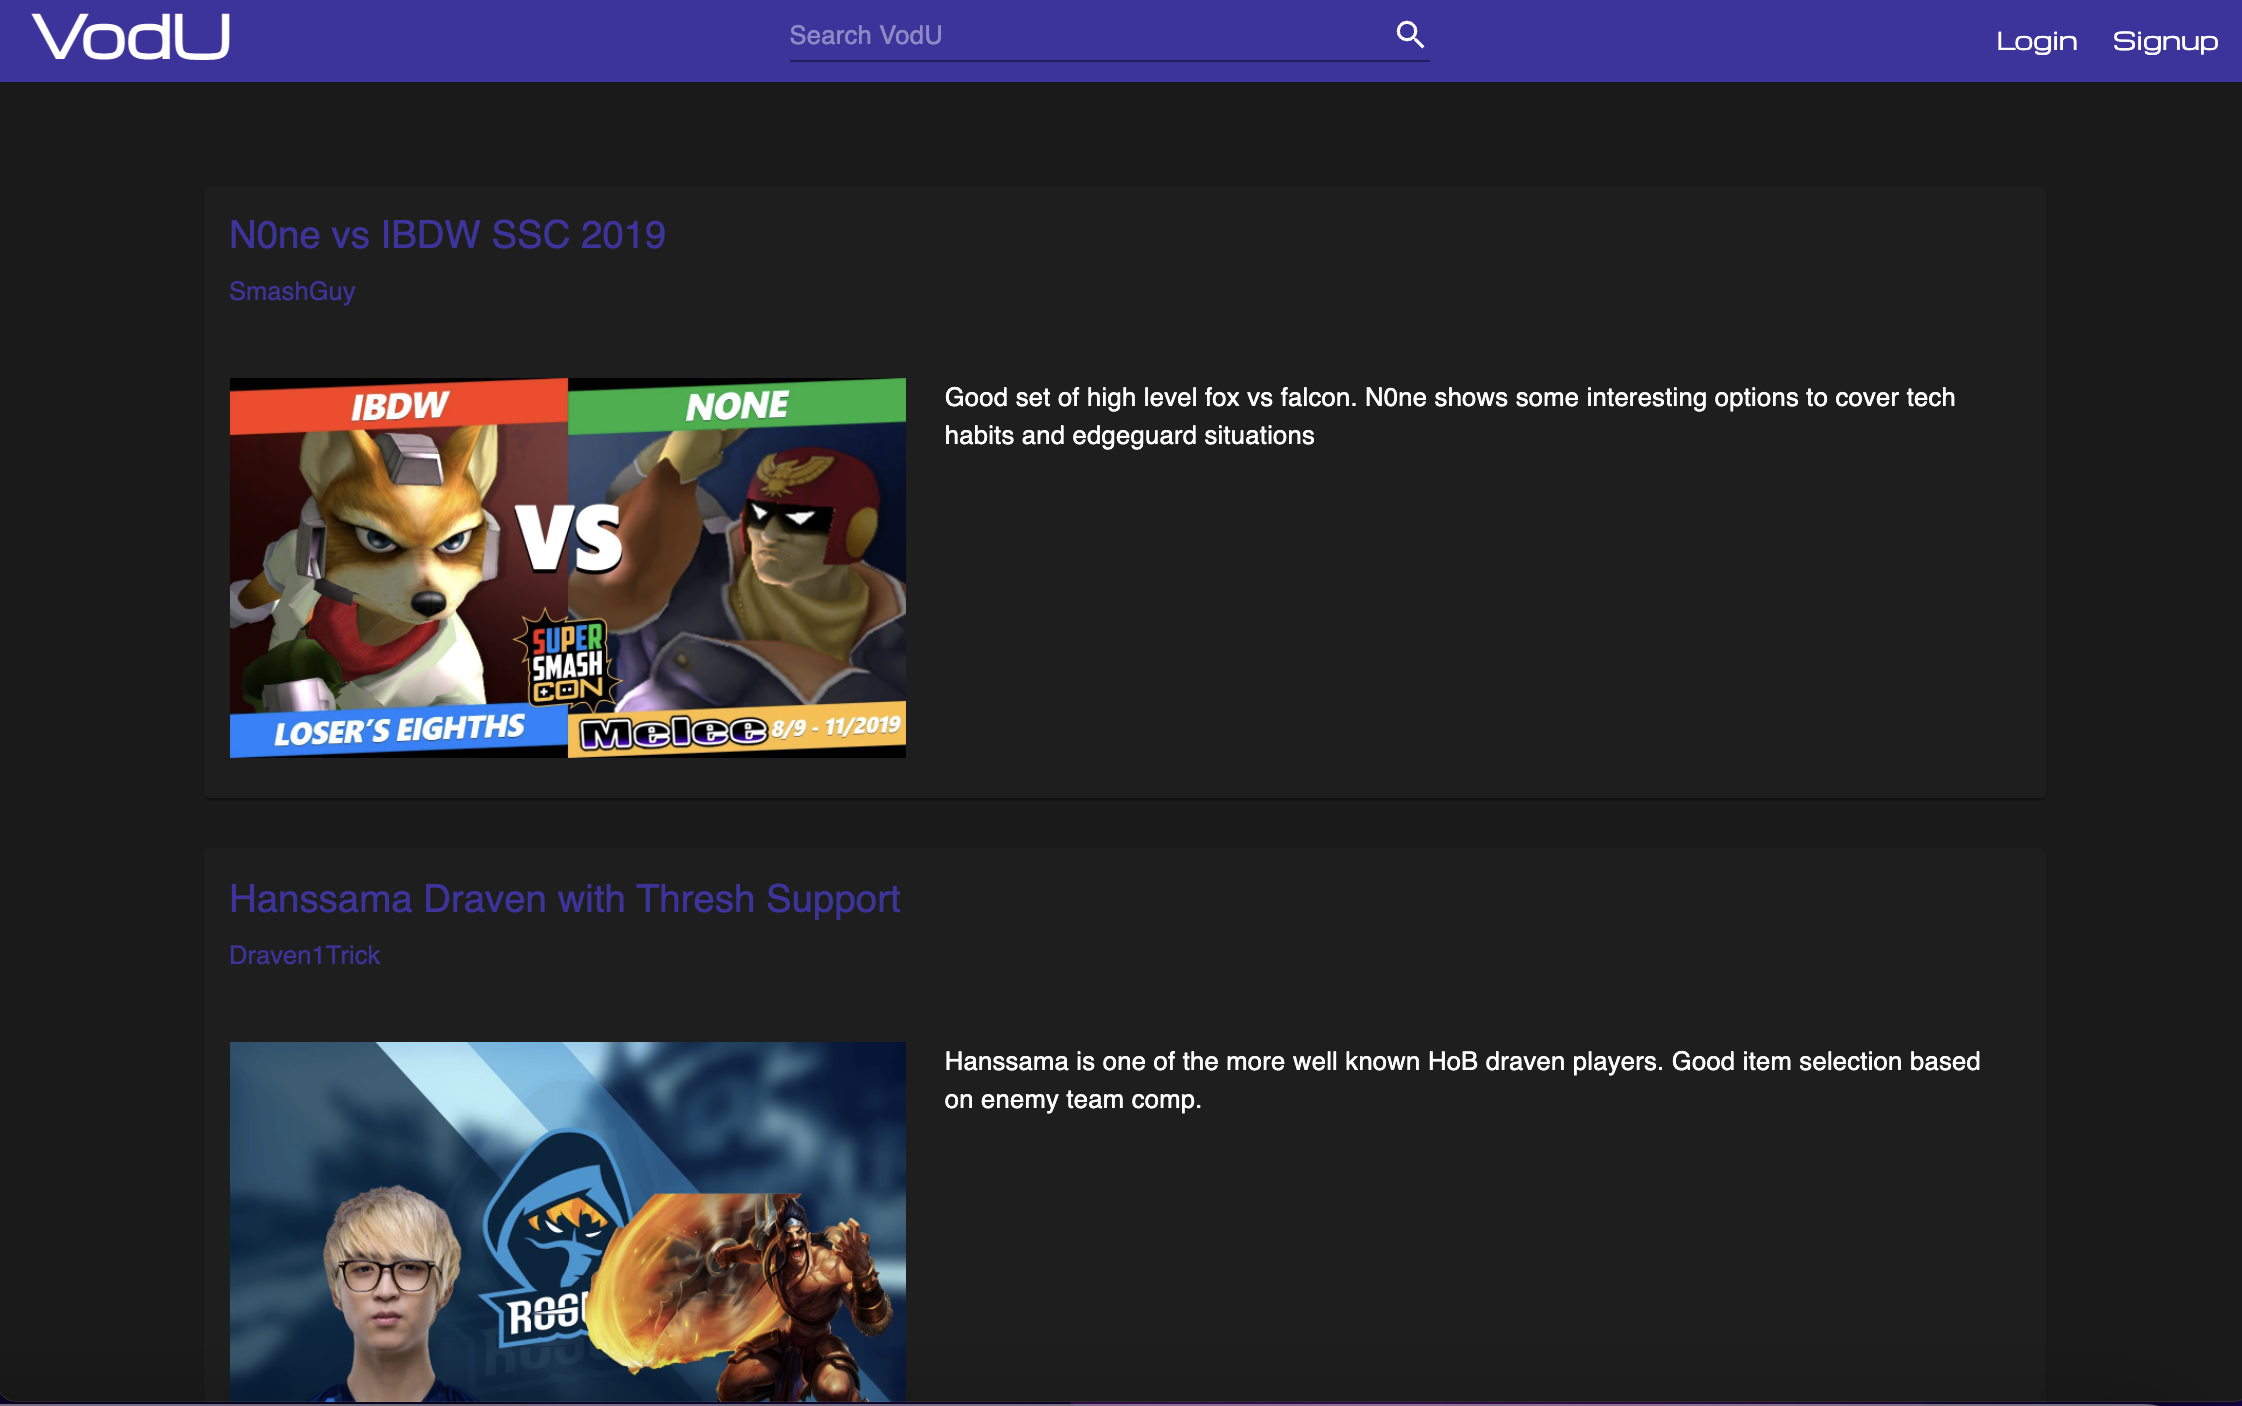 VodU
Search VodU
Login
Signup
N0ne vs IBDW SSC 2019
SmashGuy
IBDW
NONE
VS
SUPER
SMASH
CON
LOSER'S EIGHTHS
Melee 8/9 - 11/2019
Good set of high level fox vs falcon. N0ne shows some interesting options to cover tech
habits and edgeguard situations
Hanssama Draven with Thresh Support
Draven1Trick
Hanssama is one of the more well known HoB draven players. Good item selection based
on enemy team comp.